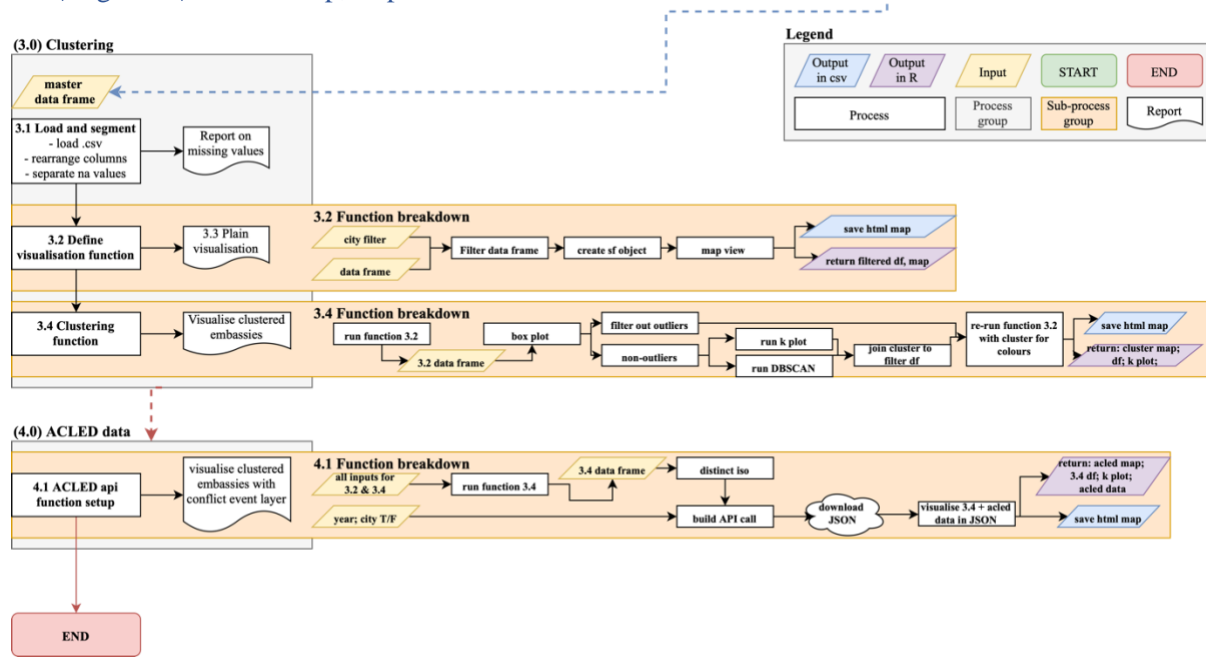 (3.0) Clustering
master
data frame
3.1 Load and segment
- load .csv
- rearrange columns
- separate na values
Report on
missing values
Legend
Output
in csv
Output
in R
Input
START
END
Process
Process
group
Sub-process
group
Report
3.2 Define
visualisation function
3.3 Plain
visualisation
3.2 Function breakdown
city filter
data frame
Filter data frame
create sf object
map view
save html map
return filtered df, map
3.4 Clustering
function
Visualise clustered
embassies
3.4 Function breakdown
run function 3.2
3.2 data frame
box plot
filter out outliers
non-outliers
run k plot
run DBSCAN
join cluster to
filter df
re-run function 3.2
with cluster for
colours
save html map
return: cluster map;
df; k plot;
(4.0) ACLED data
4.1 ACLED api
function setup
visualise clustered
embassies with
conflict event layer
4.1 Function breakdown
all inputs for
3.2 & 3.4
run function 3.4
3.4 data frame
distinct iso
year; city T/F
build API call
download
JSON
visualise 3.4 + acled
data in JSON
return: acled map;
3.4 df; k plot;
acled data
save html map
END